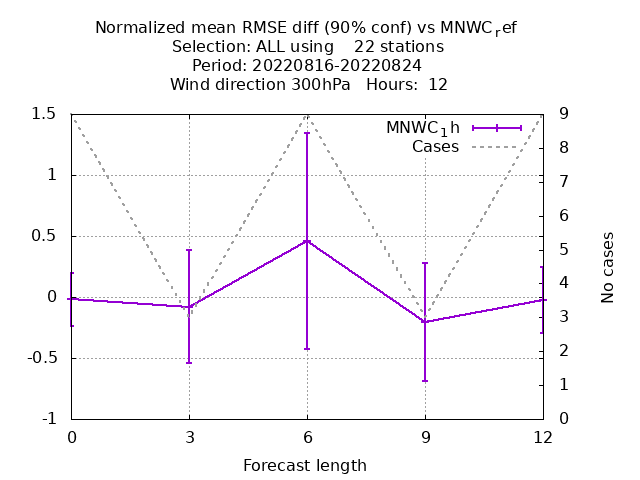 Normalized mean RMSE diff (90% conf) vs MNWC_ref
Selection: ALL using    22 stations
Period: 20220816-20220824
Wind direction 300hPa   Hours:  12
MNWC_1h
Cases
1.5
1
0.5
0
-0.5
-1
9
8
7
6
5
4
3
2
1
0
No cases
0 3 6 9 12
Forecast length